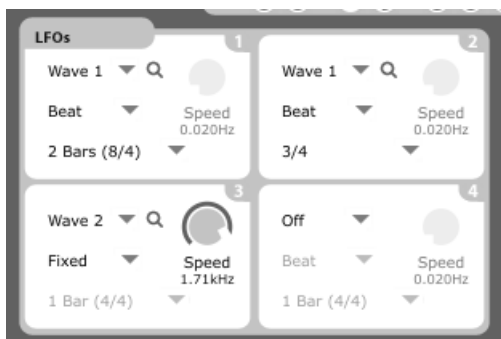 LFOs
1
Wave 1
Beat
Speed
0.020Hz
2 Bars (8/4)
2
Wave 1
Beat
Speed
0.020Hz
3/4
3
Wave 2
Fixed
Speed
1.71kHz
1 Bar (4/4)
4
Off
Beat
Speed
0.020Hz
1 Bar (4/4)